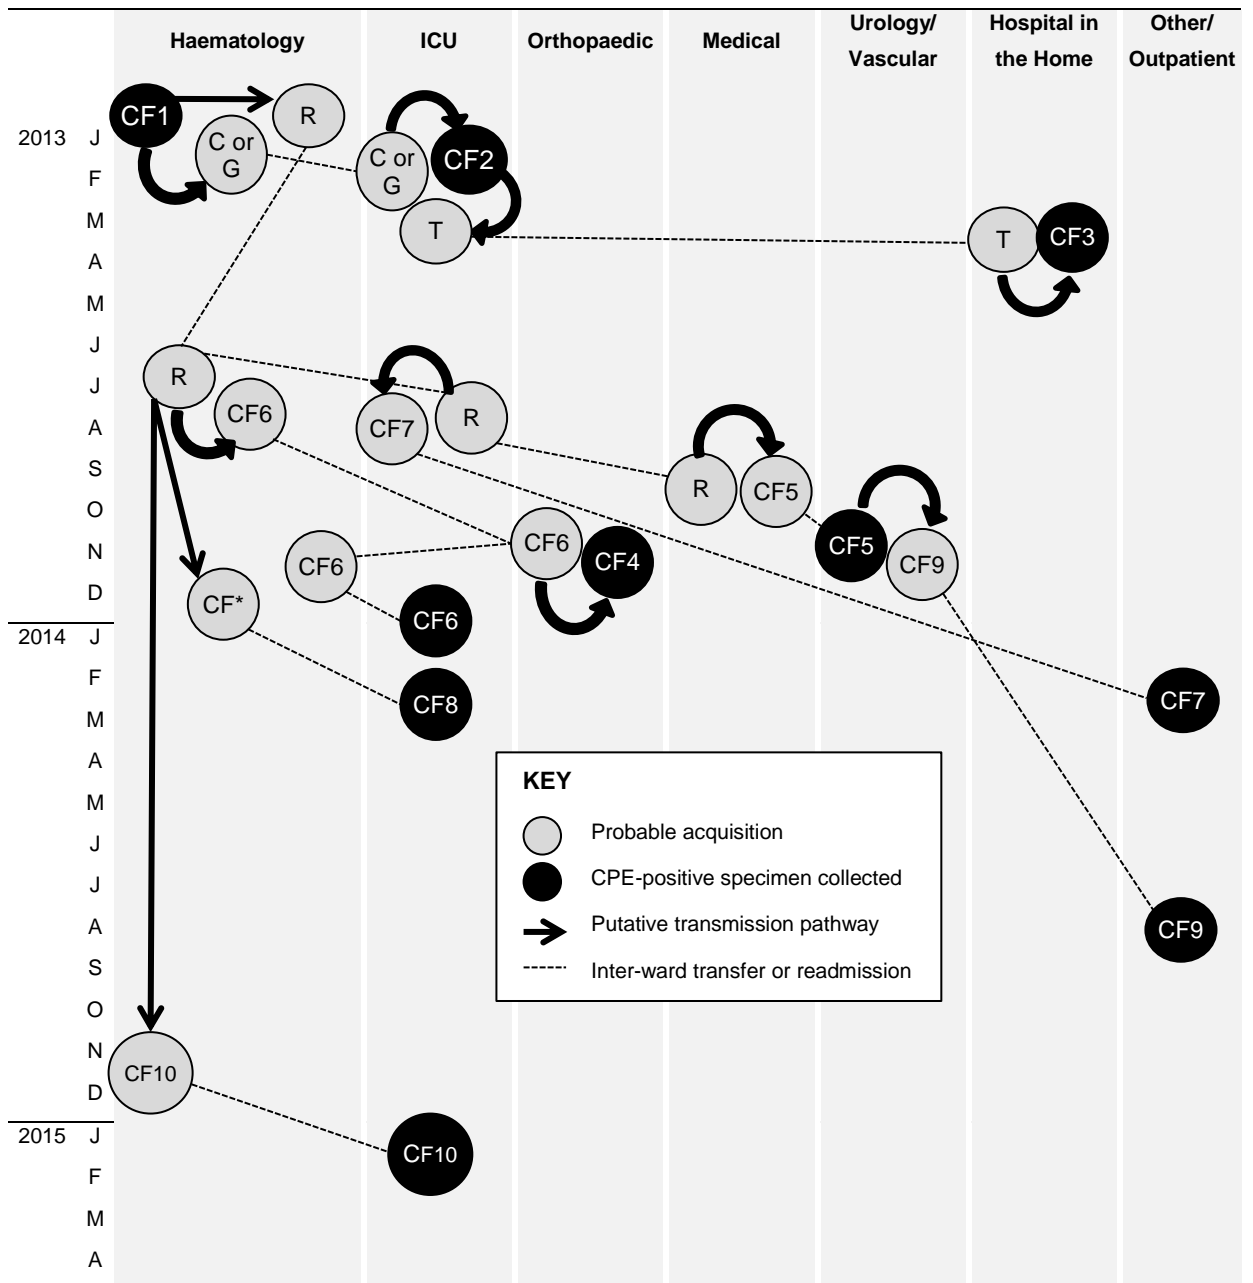 Haematology
ICU
Orthopaedic
Medical
Urology/
Vascular
Hospital in
the Home
Other/
Outpatient
CF1
R
2013 J
C or
G
C or
G
CF2
F
M
T
T
CF3
A
M
J
R
J
CF6
CF7
R
A
S
R
CF5
O
CF6
CF4
CF5
CF9
N
CF6
D
CF*
CF6
2014 J
F
CF8
CF7
M
A
M
J
J
A
CF9
S
O
N
CF10
D
2015 J
CF10
F
M
A
KEY
Probable acquisition
CPE-positive specimen collected
Putative transmission pathway
Inter-ward transfer or readmission